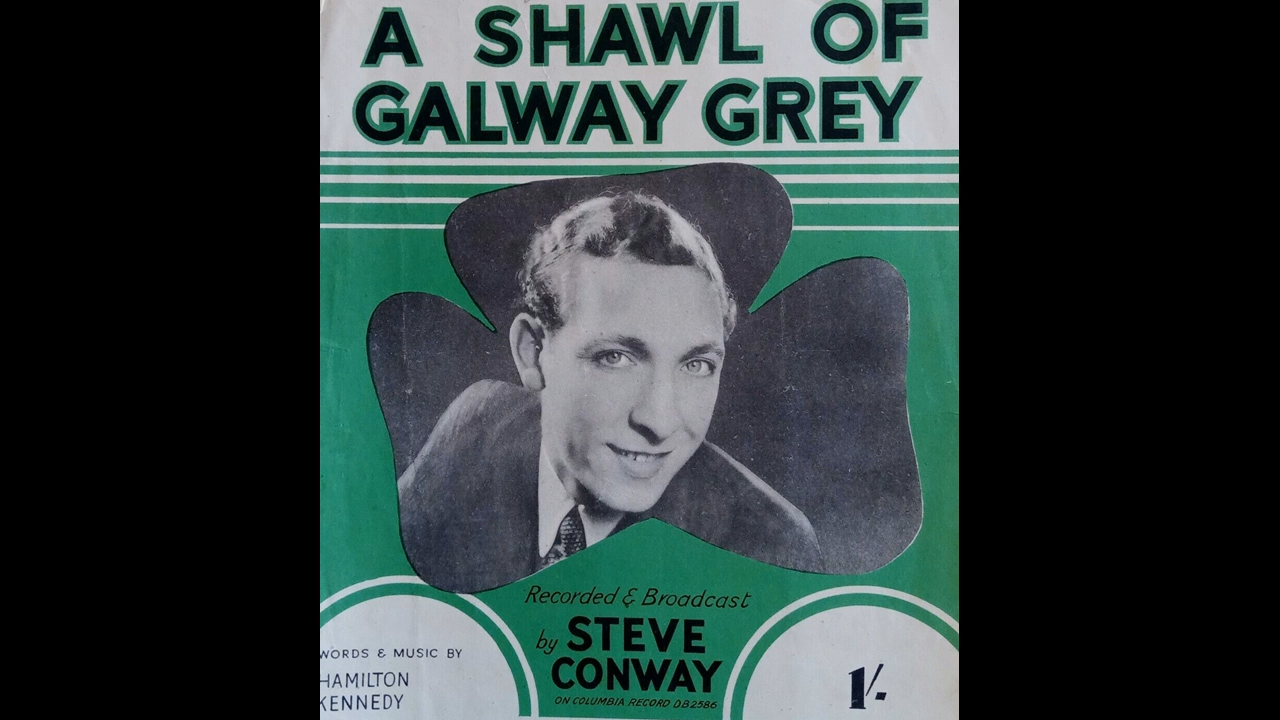 A SHAWL OF
GALWAY GREY
Recorded & Broadcast
by STEVE
CONWAY
ON COLUMBIA RECORD DB2586
WORDS & MUSIC BY
HAMILTON
KENNEDY
1/-